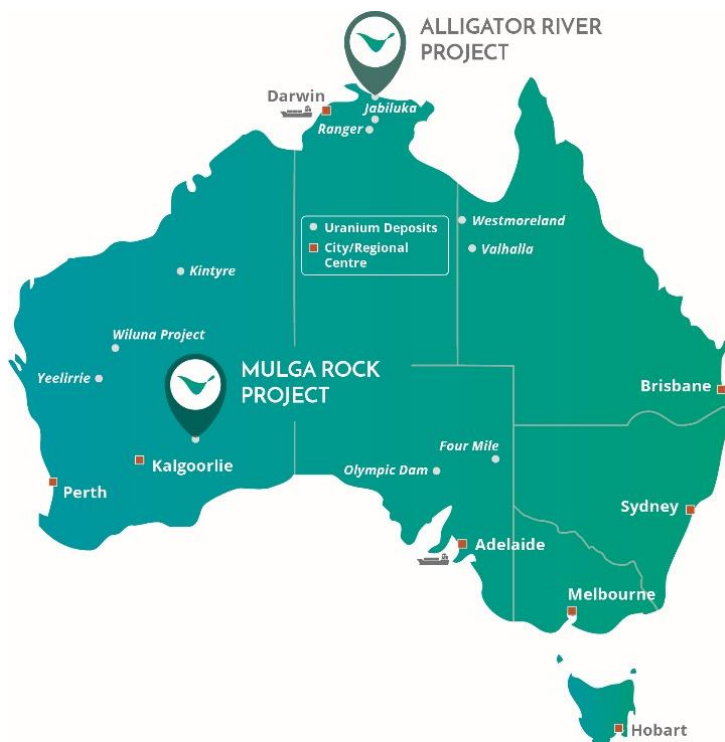 ALLIGATOR RIVER
PROJECT
Darwin
Jabiluka
Ranger
Westmoreland
Uranium Deposits
City/Regional
Centre
Valhalla
Kintyre
Wiluna Project
MULGA ROCK
PROJECT
Yeelirrie
Brisbane
Four Mile
Kalgoorlie
Olympic Dam
Perth
Sydney
Adelaide
Melbourne
Hobart